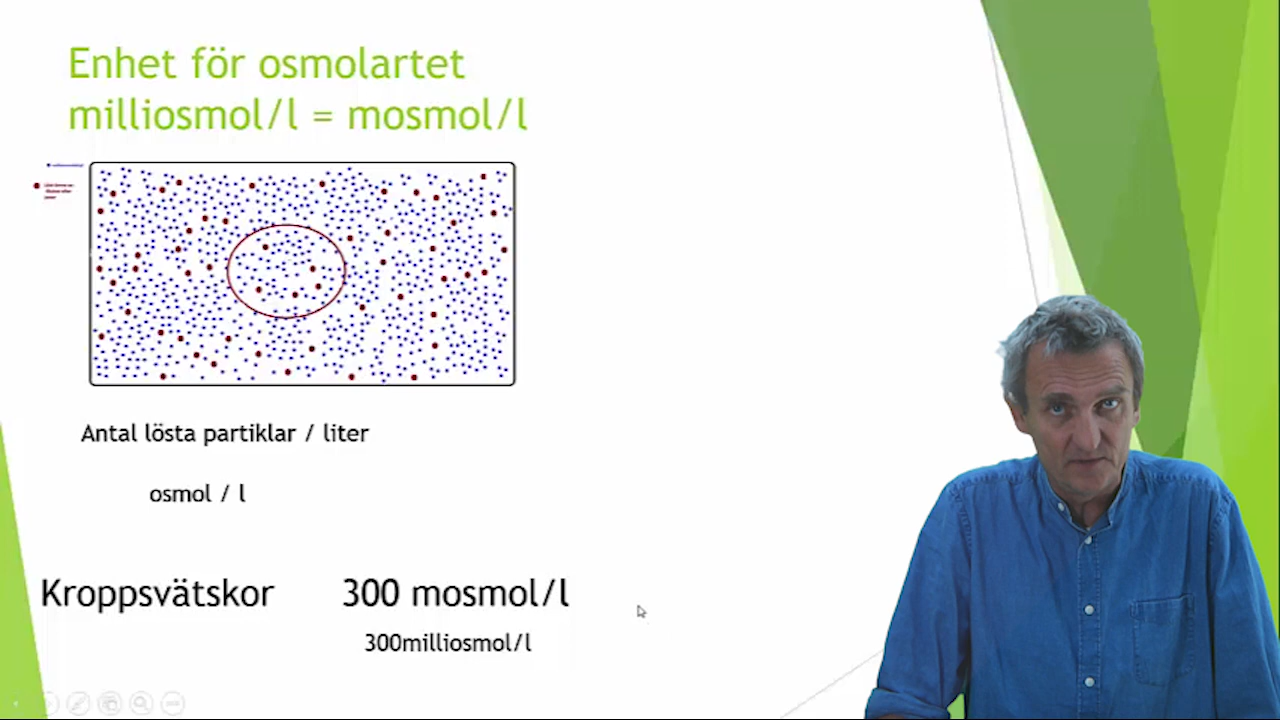 Enhet för osmolartet
milliosmol/l = mosmol/l
Antal lösta partiklar / liter
osmol / l
Kroppsvätskor 300 mosmol/l
300milliosmol/l